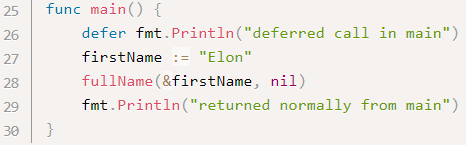 25 func main() {
26     defer fmt.Println("deferred call in main")
27     firstName := "Elon"
28     fullName(&firstName, nil)
29     fmt.Println("returned normally from main")
30 }